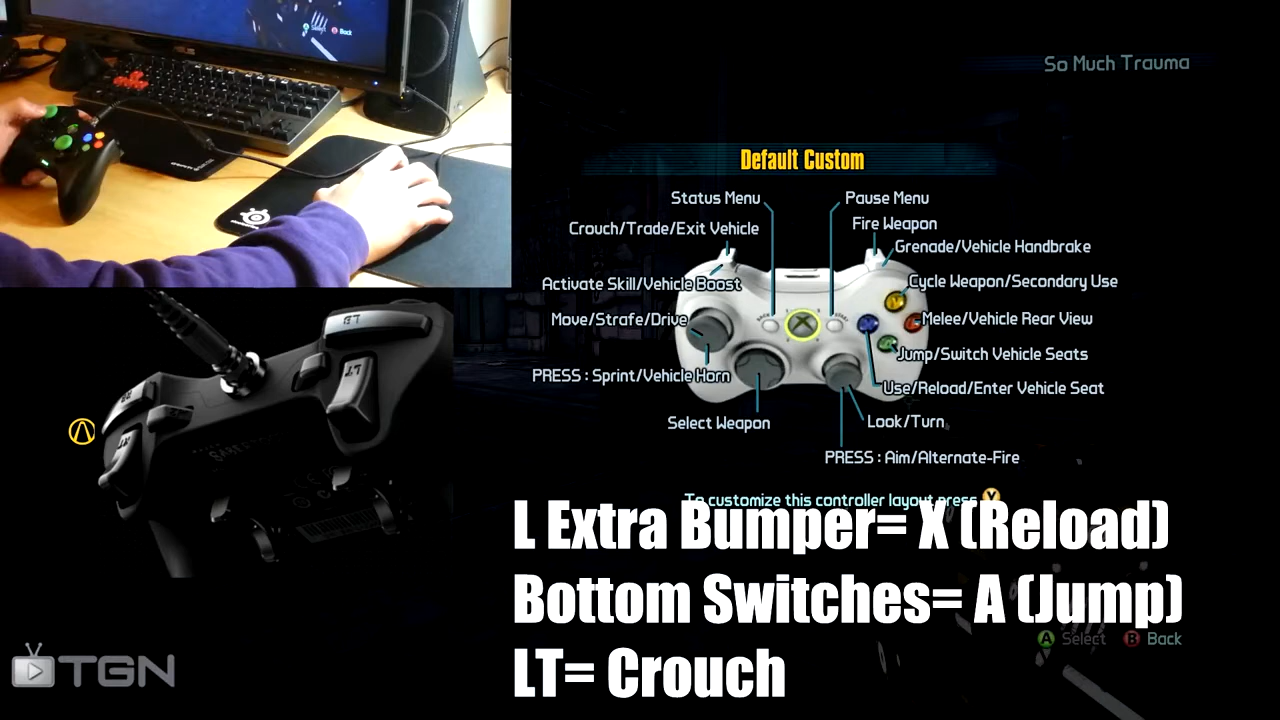 So Much Trauma
Default Custom
Status Menu
Pause Menu
Crouch/Trade/Exit Vehicle
Fire Weapon
Grenade/Vehicle Handbrake
Activate Skill/Vehicle Boost
Cycle Weapon/Secondary Use
Move/Strafe/Drive
Melee/Vehicle Rear View
Jump/Switch Vehicle Seats
PRESS : Sprint/Vehicle Horn
Use/Reload/Enter Vehicle Seat
Select Weapon
Look/Turn
PRESS : Aim/Alternate-Fire
To customize this controller layout press Y
L Extra Bumper= X (Reload)
Bottom Switches= A (Jump)
LT= Crouch
A Select B Back
TGN
LB
LT
Back